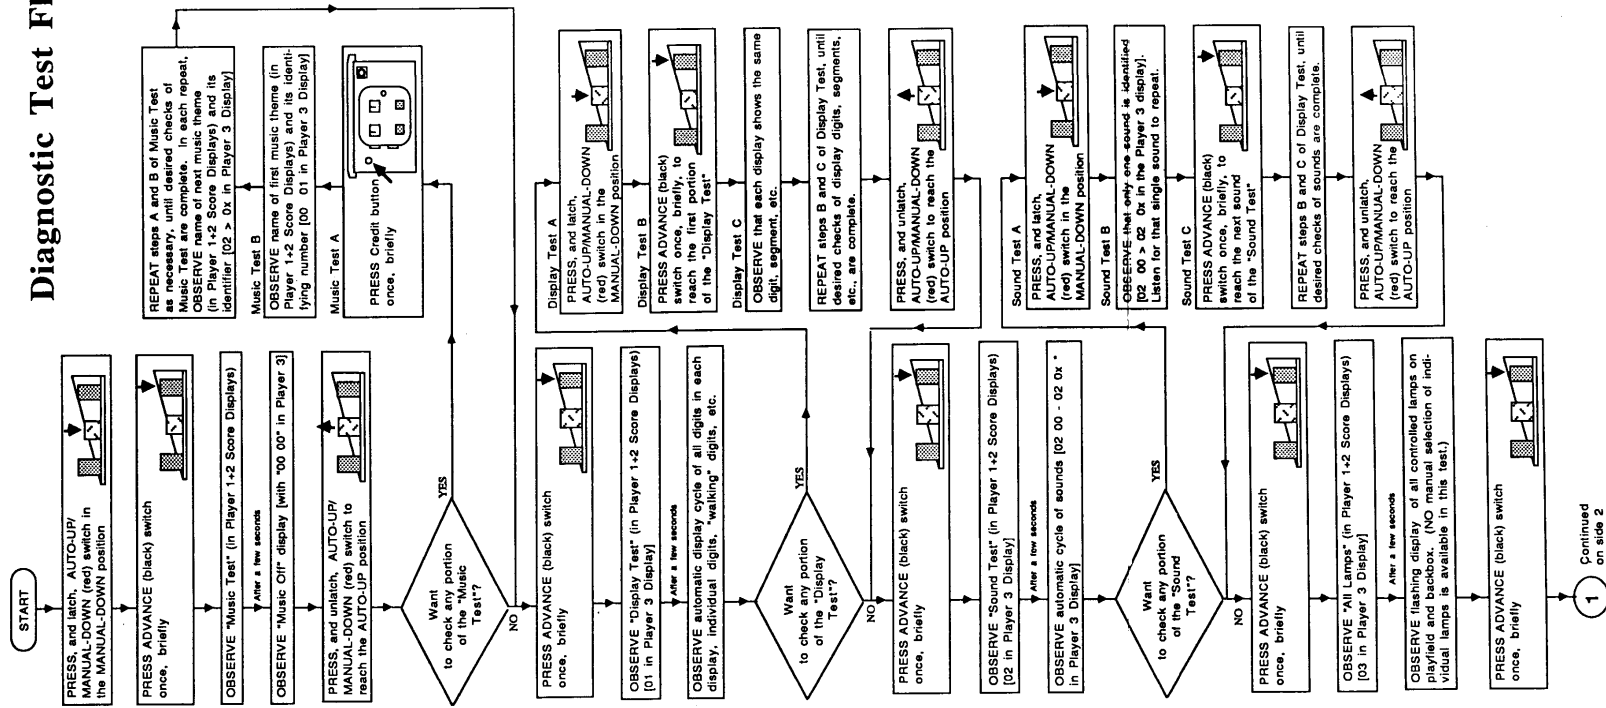 Diagnostic Test Fl
START
PRESS, and latch, AUTO-UP/
MANUAL-DOWN (red) switch in
the MANUAL-DOWN position
PRESS ADVANCE (black) switch
once, briefly
OBSERVE "Music Test" (in Player 1+2 Score Displays)
After a few seconds
OBSERVE "Music Off" display [with "00 00" in Player 3]
PRESS, and unlatch, AUTO-UP/
MANUAL-DOWN (red) switch to
reach the AUTO-UP position
Want
to check any portion
of the "Music
Test"?
YES
NO
Music Test A
PRESS Credit button
once, briefly
Music Test B
OBSERVE name of first music theme (in
Player 1+2 Score Displays) and its identi-
fying number [00 01 in Player 3 Display]
REPEAT steps A and B of Music Test
as necessary, until desired checks of
Music Test are complete. In each repeat,
OBSERVE name of next music theme
(in Player 1+2 Score Displays) and its
identifier [02 > 0x in Player 3 Display]
PRESS ADVANCE (black) switch
once, briefly
OBSERVE "Display Test" (in Player 1+2 Score Displays)
[01 in Player 3 Display]
After a few seconds
OBSERVE automatic display cycle of all digits in each
display, individual digits, "walking" digits, etc.
Want
to check any portion
of the "Display
Test"?
YES
NO
Display Test A
PRESS, and latch,
AUTO-UP/MANUAL-DOWN
(red) switch in the
MANUAL-DOWN position
Display Test B
PRESS ADVANCE (black)
switch once, briefly, to
reach the first portion
of the "Display Test"
Display Test C
OBSERVE that each display shows the same
digit, segment, etc.
REPEAT steps B and C of Display Test, until
desired checks of display digits, segments,
etc., are complete.
PRESS, and unlatch,
AUTO-UP/MANUAL-DOWN
(red) switch to reach the
AUTO-UP position
PRESS ADVANCE (black) switch
once, briefly
OBSERVE "Sound Test" (in Player 1+2 Score Displays)
[02 in Player 3 Display]
After a few seconds
OBSERVE automatic cycle of sounds [02 00 - 02 0x "
in Player 3 Display]
Want
to check any portion
of the "Sound
Test"?
YES
NO
Sound Test A
PRESS, and latch,
AUTO-UP/MANUAL-DOWN
(red) switch in the
MANUAL-DOWN position
Sound Test B
OBSERVE that only one sound is identified
[02 00 > 02 0x in the Player 3 display].
Listen for that single sound to repeat.
Sound Test C
PRESS ADVANCE (black)
switch once, briefly, to
reach the next sound
of the "Sound Test"
REPEAT steps B and C of Display Test, until
desired checks of sounds are complete.
PRESS, and unlatch,
AUTO-UP/MANUAL-DOWN
(red) switch to reach the
AUTO-UP position
PRESS ADVANCE (black) switch
once, briefly
OBSERVE "All Lamps" (in Player 1+2 Score Displays)
[03 in Player 3 Display]
After a few seconds
OBSERVE flashing display of all controlled lamps on
playfield and backbox. (NO manual selection of indi-
vidual lamps is available in this test.)
PRESS ADVANCE (black) switch
once, briefly
1
Continued
on side 2